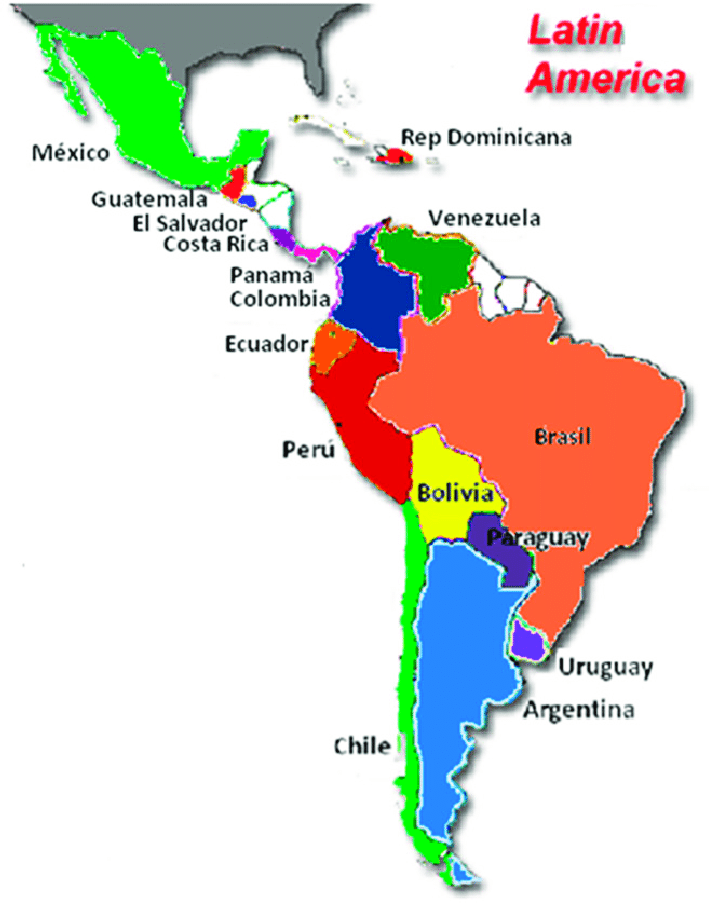 Latin
America
Rep Dominicana
México
Guatemala
El Salvador
Costa Rica
Venezuela
Panamá
Colombia
Ecuador
Brasil
Perú
Bolivia
Paraguay
Uruguay
Argentina
Chile